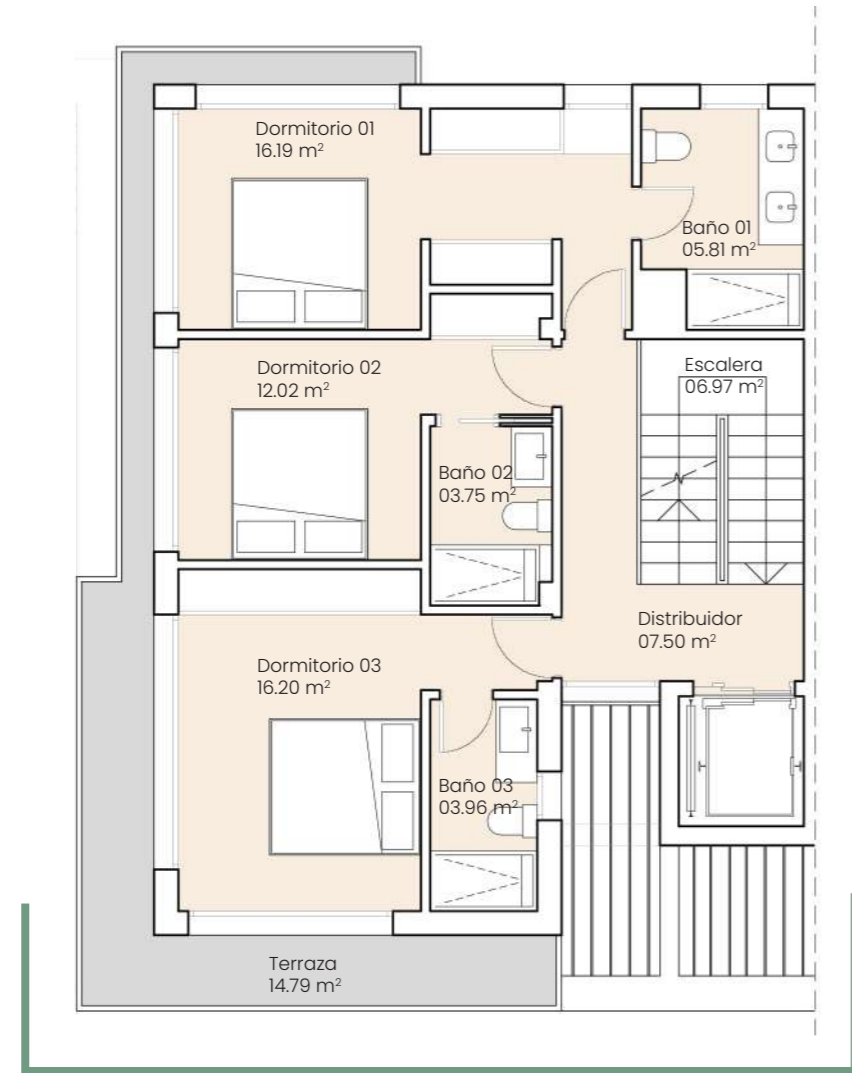 Dormitorio 01
16.19 m²
Baño 01
05.81 m²
Dormitorio 02
12.02 m²
Escalera
06.97 m²
Baño 02
03.75 m²
Distribuidor
07.50 m²
Dormitorio 03
16.20 m²
Baño 03
03.96 m²
Terraza
14.79 m²